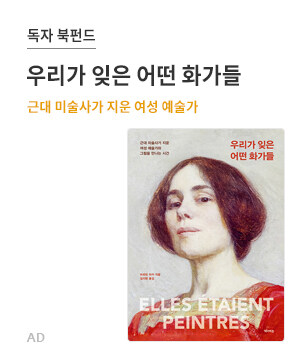 독자 북펀드
우리가 잊은 어떤 화가들
근대 미술사가 지운 여성 예술가
우리가 잊은
어떤 화가들
ELLES ÉTAIENT
PEINTRES
AD